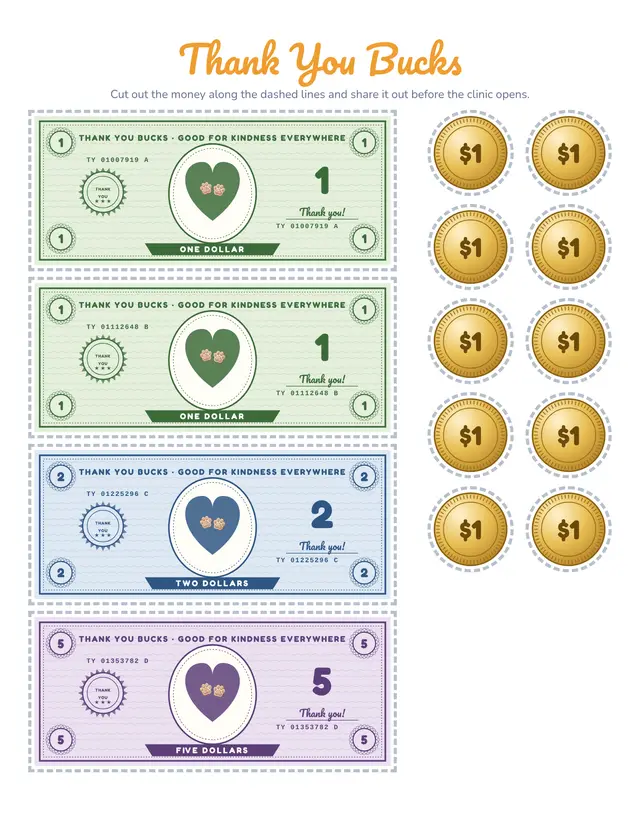 Thank You Bucks
Cut out the money along the dashed lines and share it out before the clinic opens.
1
THANK YOU BUCKS · GOOD FOR KINDNESS EVERYWHERE
1
TY 01007919 A
THANK
YOU
★ ★ ★
1
Thank you!
TY 01007919 A
1
ONE DOLLAR
1
1
THANK YOU BUCKS · GOOD FOR KINDNESS EVERYWHERE
1
TY 01112648 B
THANK
YOU
★ ★ ★
1
Thank you!
TY 01112648 B
1
ONE DOLLAR
1
2
THANK YOU BUCKS · GOOD FOR KINDNESS EVERYWHERE
2
TY 01225296 C
THANK
YOU
★ ★ ★
2
Thank you!
TY 01225296 C
2
TWO DOLLARS
2
5
THANK YOU BUCKS · GOOD FOR KINDNESS EVERYWHERE
5
TY 01353782 D
THANK
YOU
★ ★ ★
5
Thank you!
TY 01353782 D
5
FIVE DOLLARS
5
$1 $1
$1 $1
$1 $1
$1 $1
$1 $1